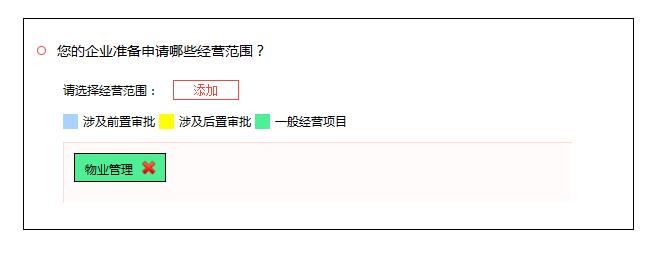 您的企业准备申请哪些经营范围？
请选择经营范围： 添加
涉及前置审批 涉及后置审批 一般经营项目
物业管理